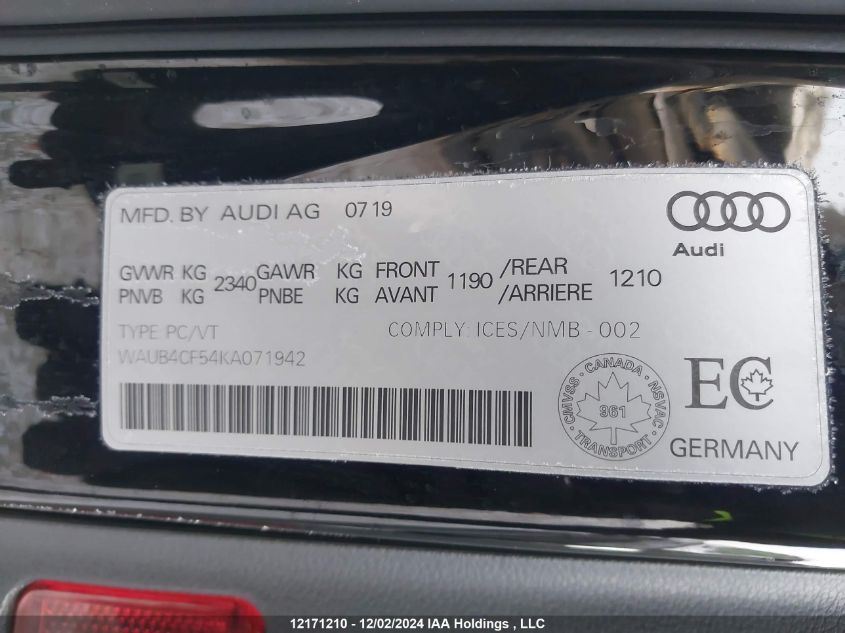 MFD. BY AUDI AG 0719
Audi
GVWR KG 2340 GAWR KG FRONT 1190 /REAR 1210
PNVB KG PNBE KG AVANT /ARRIERE
TYPE PC/VT COMPLY: ICES/NMB - 002
WAUB4CF54KA071942
CMVSS · CANADA · NSVAC · TRANSPORT ·
961
EC
GERMANY
12171210 - 12/02/2024 IAA Holdings , LLC